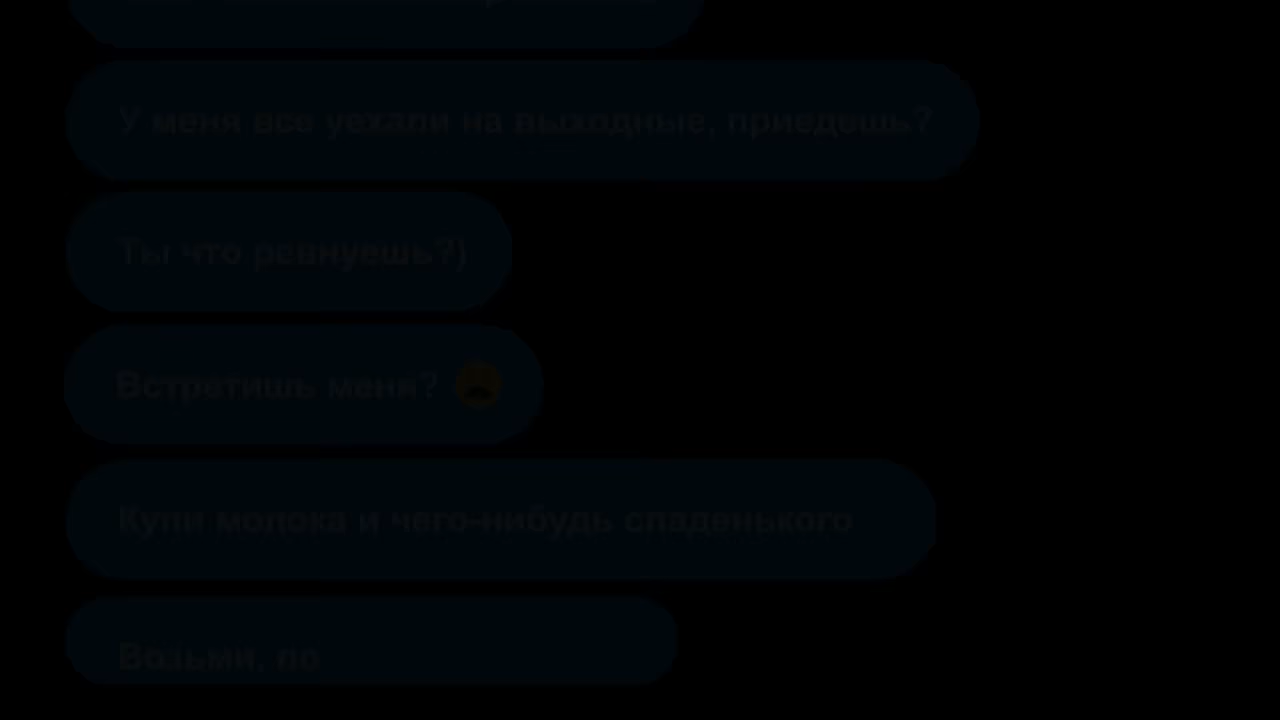 У меня все уехали на выходные, приедешь?
Ты что ревнуешь?)
Встретишь меня?
Купи молока и чего-нибудь сладенького
Возьми, по